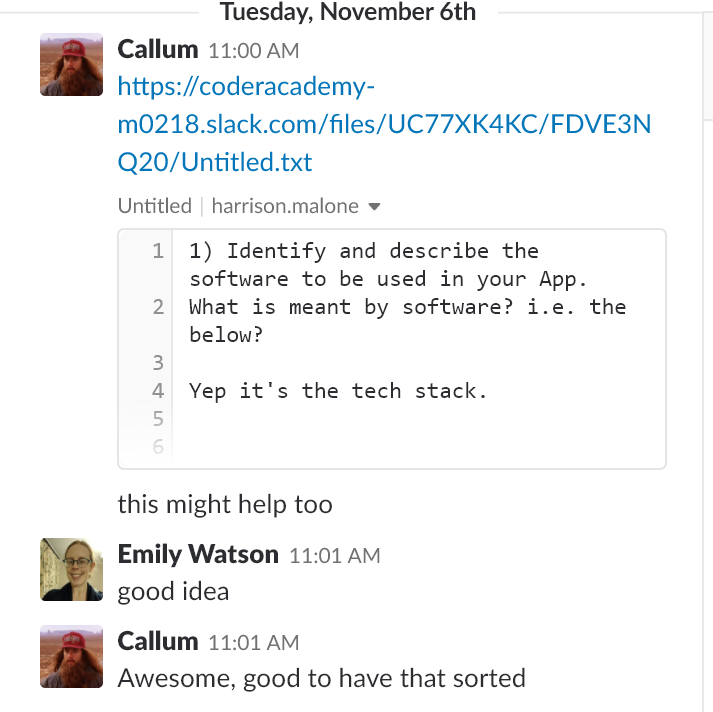 Tuesday, November 6th
Callum 11:00 AM
https://coderacademy-
m0218.slack.com/files/UC77XK4KC/FDVE3N
Q20/Untitled.txt
Untitled | harrison.malone
1 1) Identify and describe the
software to be used in your App.
2 What is meant by software? i.e. the
below?
3
4 Yep it's the tech stack.
5
6
this might help too
Emily Watson 11:01 AM
good idea
Callum 11:01 AM
Awesome, good to have that sorted